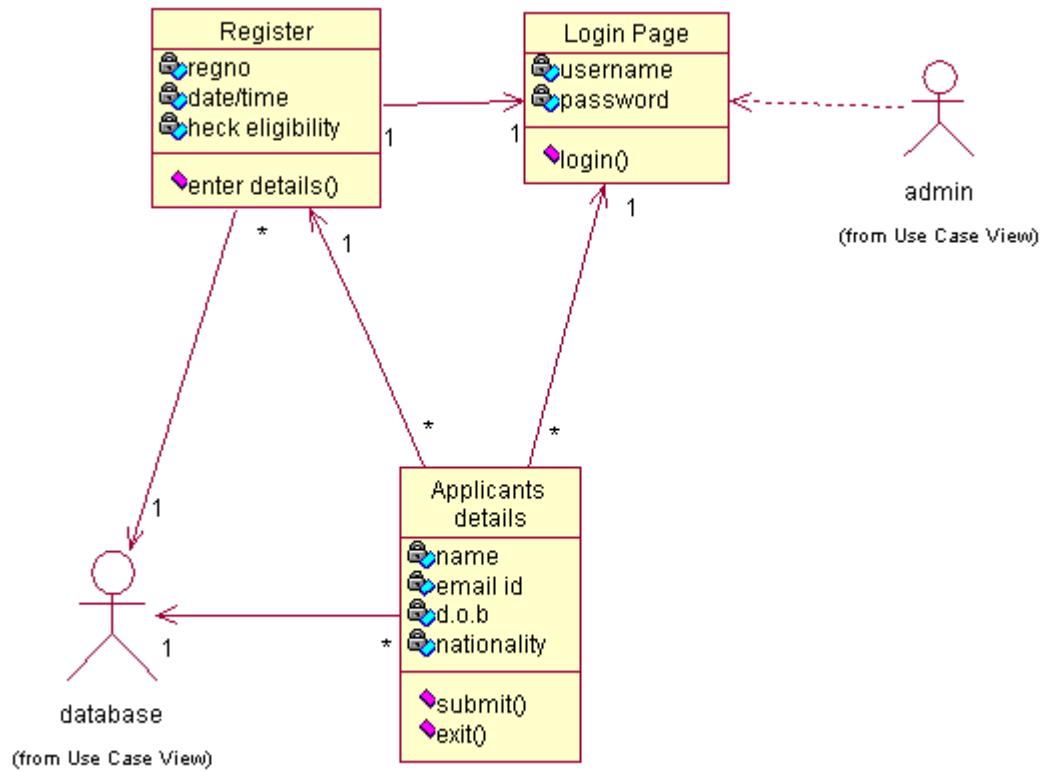 Register
regno
date/time
heck eligibility
enter details()
Login Page
username
password
login()
admin
(from Use Case View)
1
1
*
1
1
*
*
1
1
*
Applicants
details
name
email id
d.o.b
nationality
submit()
exit()
database
(from Use Case View)